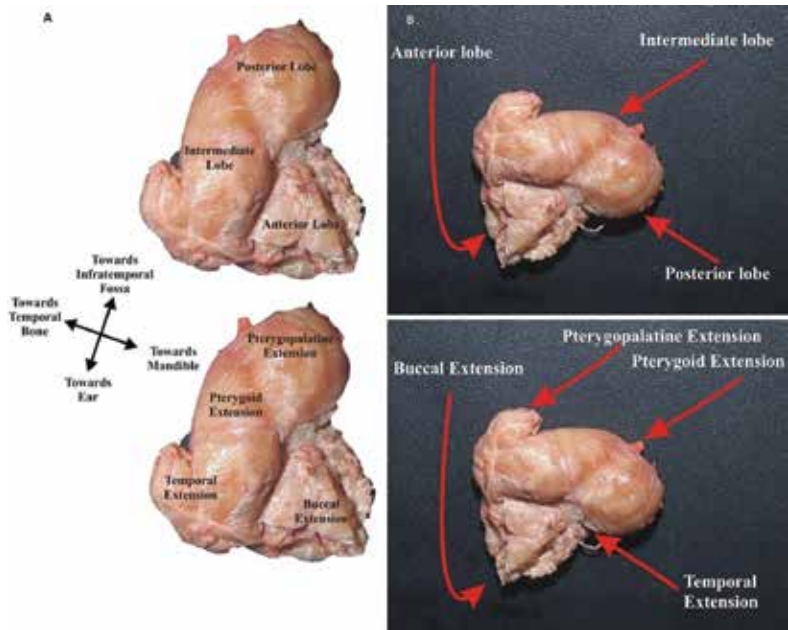 A
Posterior Lobe
Intermediate
Lobe
Anterior Lobe
Towards
Infratemporal
Fossa
Towards
Temporal
Bone
Towards
Mandible
Towards
Ear
Pterygopalatine
Extension
Pterygoid
Extension
Temporal
Extension
Buccal
Extension
B
Anterior lobe
Intermediate lobe
Posterior lobe
Pterygopalatine Extension
Pterygoid Extension
Buccal Extension
Temporal
Extension